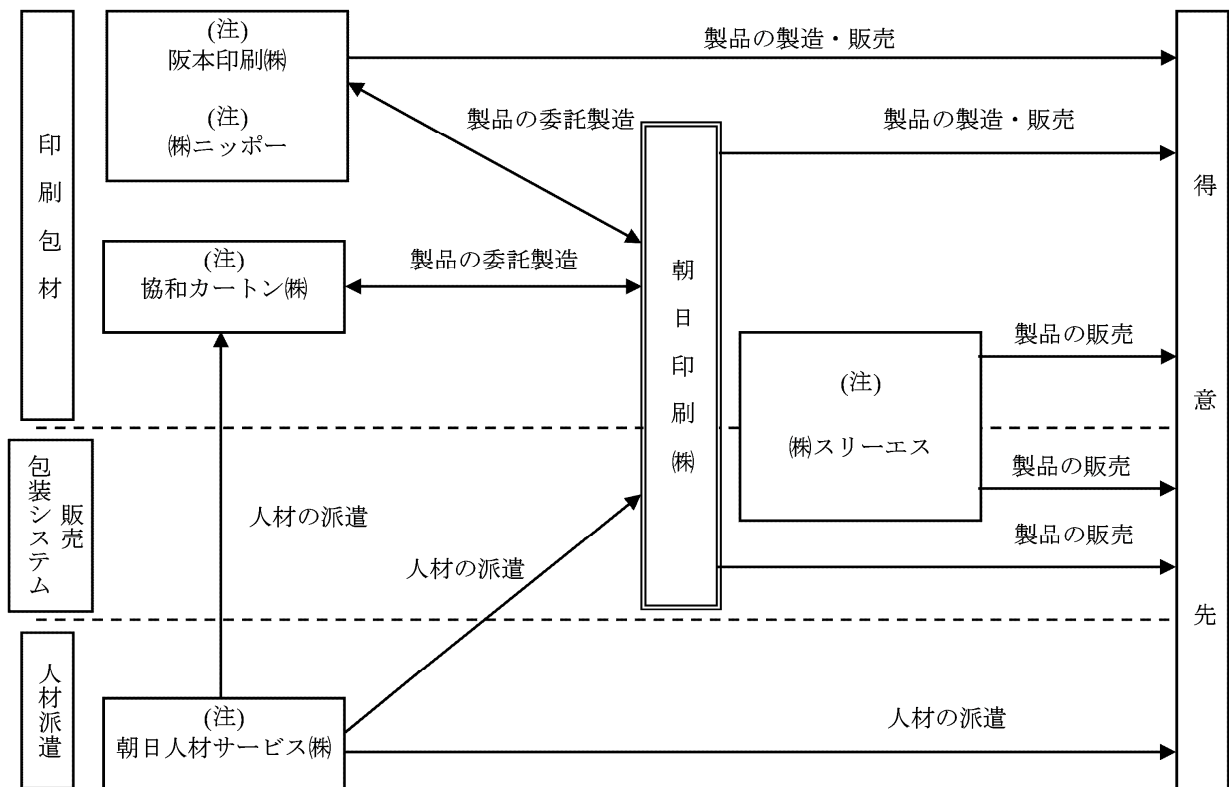 (注)
阪本印刷㈱
(注)
㈱ニッポー
製品の製造・販売
製品の委託製造
製品の製造・販売
印刷包材
得意先
(注)
協和カートン㈱
製品の委託製造
朝日印刷㈱
製品の販売
(注)
㈱スリーエス
製品の販売
包装システム
販売
人材の派遣
製品の販売
人材の派遣
人材派遣
(注)
朝日人材サービス㈱
人材の派遣